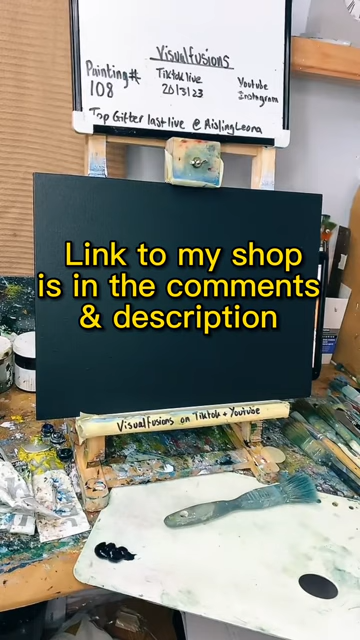 Visualfusions
Painting# Tiktok live Youtube
108 20/3/23 Instagram
Top Gifter last live @AislingLeona
Link to my shop
is in the comments
& description
Visualfusions on Tiktok + Youtube